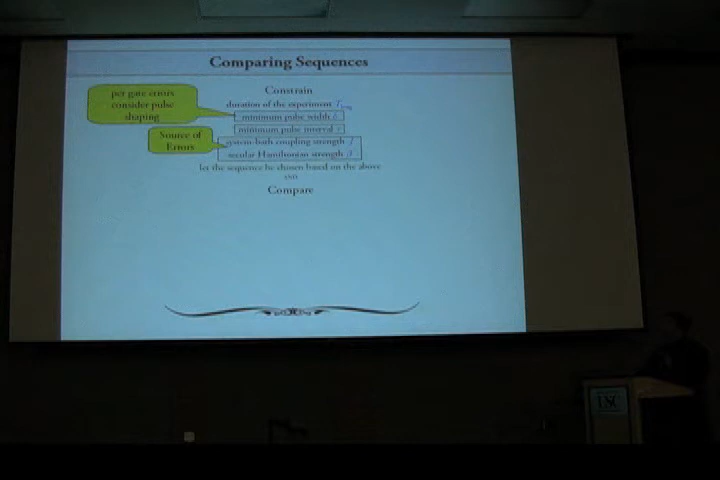 Comparing Sequences
Constrain
per gate errors
consider pulse
shaping
duration of the experiment
minimum pulse width
minimum pulse interval
Source of
Errors
system-bath coupling strength
secular Hamiltonian strength
let the sequence be chosen based on the above
AND
Compare
USC